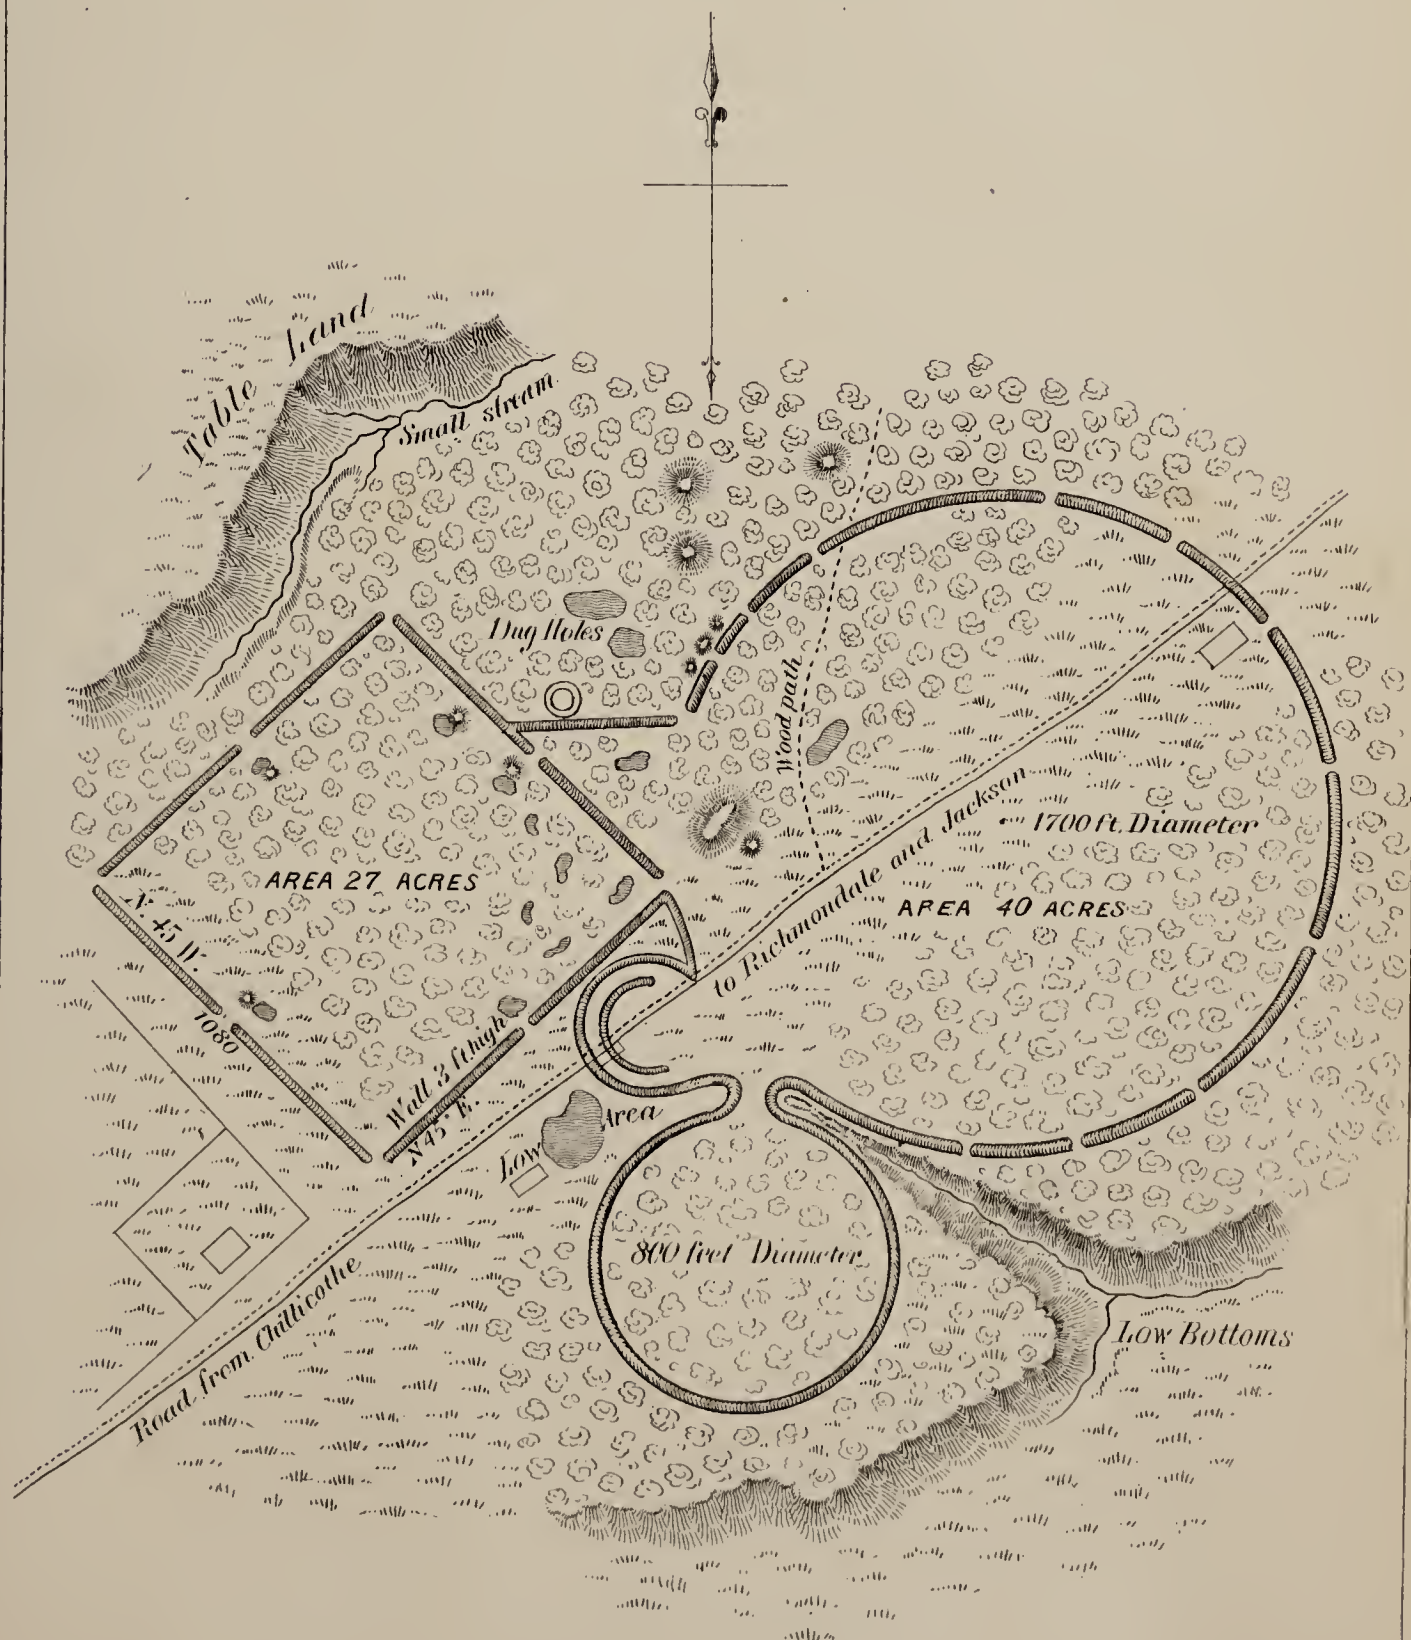 Table Land
Small stream
Dug Holes
Wood path
1700 ft. Diameter
AREA 27 ACRES
AREA 40 ACRES
N. 45 W.
1080
Wall 3 ft high
N 45° E.
Low Area
800 feet Diameter
Road from Chillicothe to Richmondale and Jackson
Low Bottoms